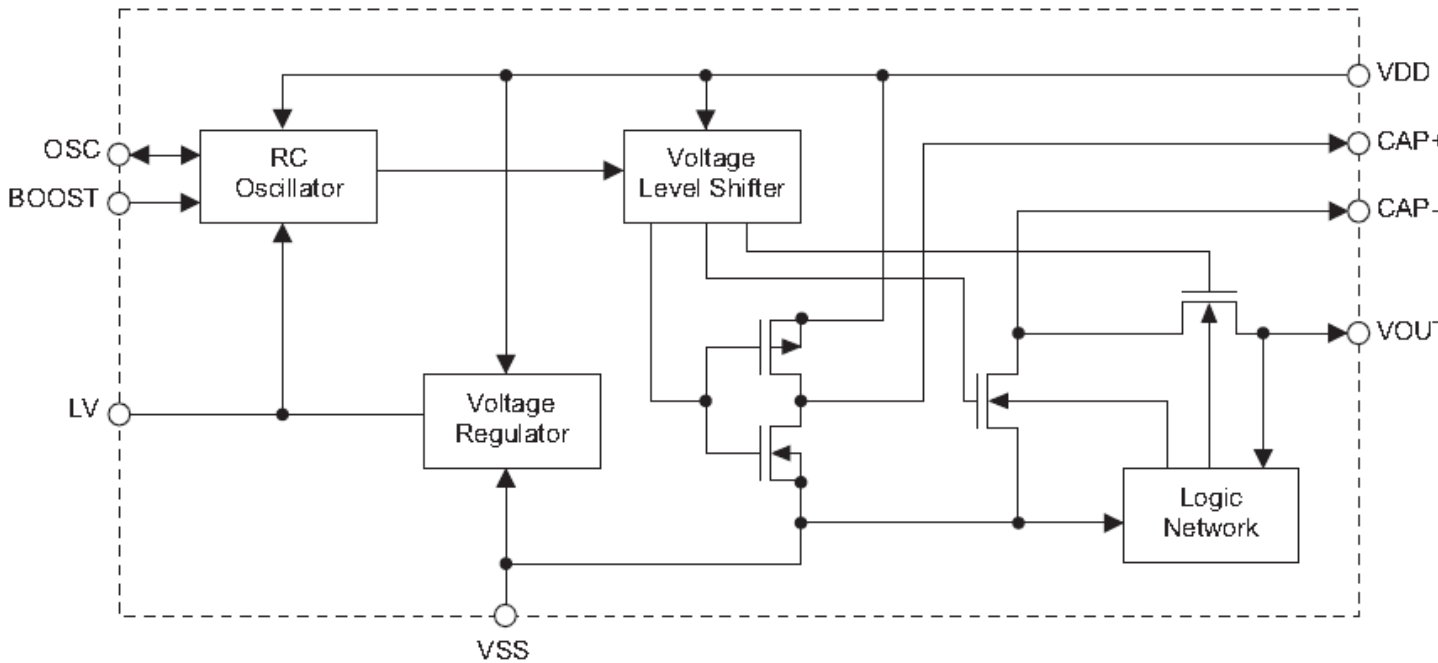 VDD
OSC
RC
Oscillator
Voltage
Level Shifter
CAP+
BOOST
CAP-
VOUT
LV
Voltage
Regulator
Logic
Network
VSS